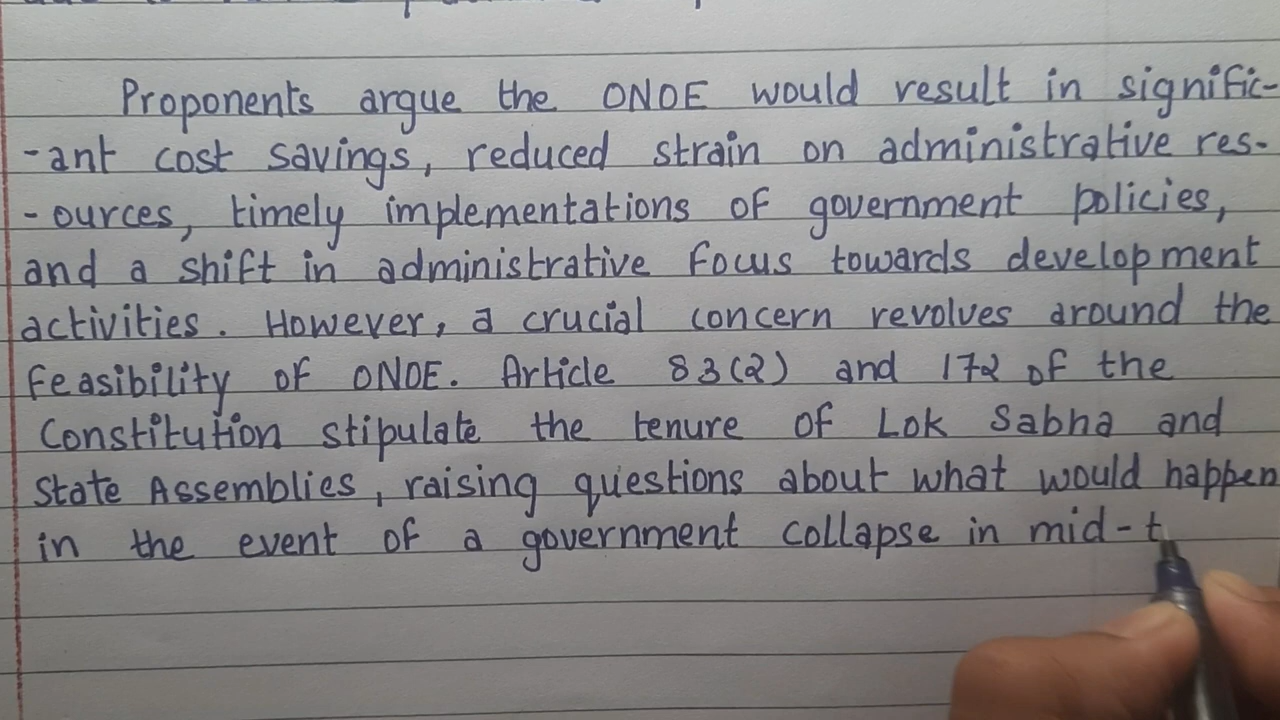 Proponents argue the ONOE would result in signific-
-ant cost savings, reduced strain on administrative res-
-ources, timely implementations of government policies,
and a shift in administrative focus towards development
activities. However, a crucial concern revolves around the
feasibility of ONOE. Article 83(2) and 172 of the
Constitution stipulate the tenure of Lok Sabha and
State Assemblies, raising questions about what would happen
in the event of a government collapse in mid-t